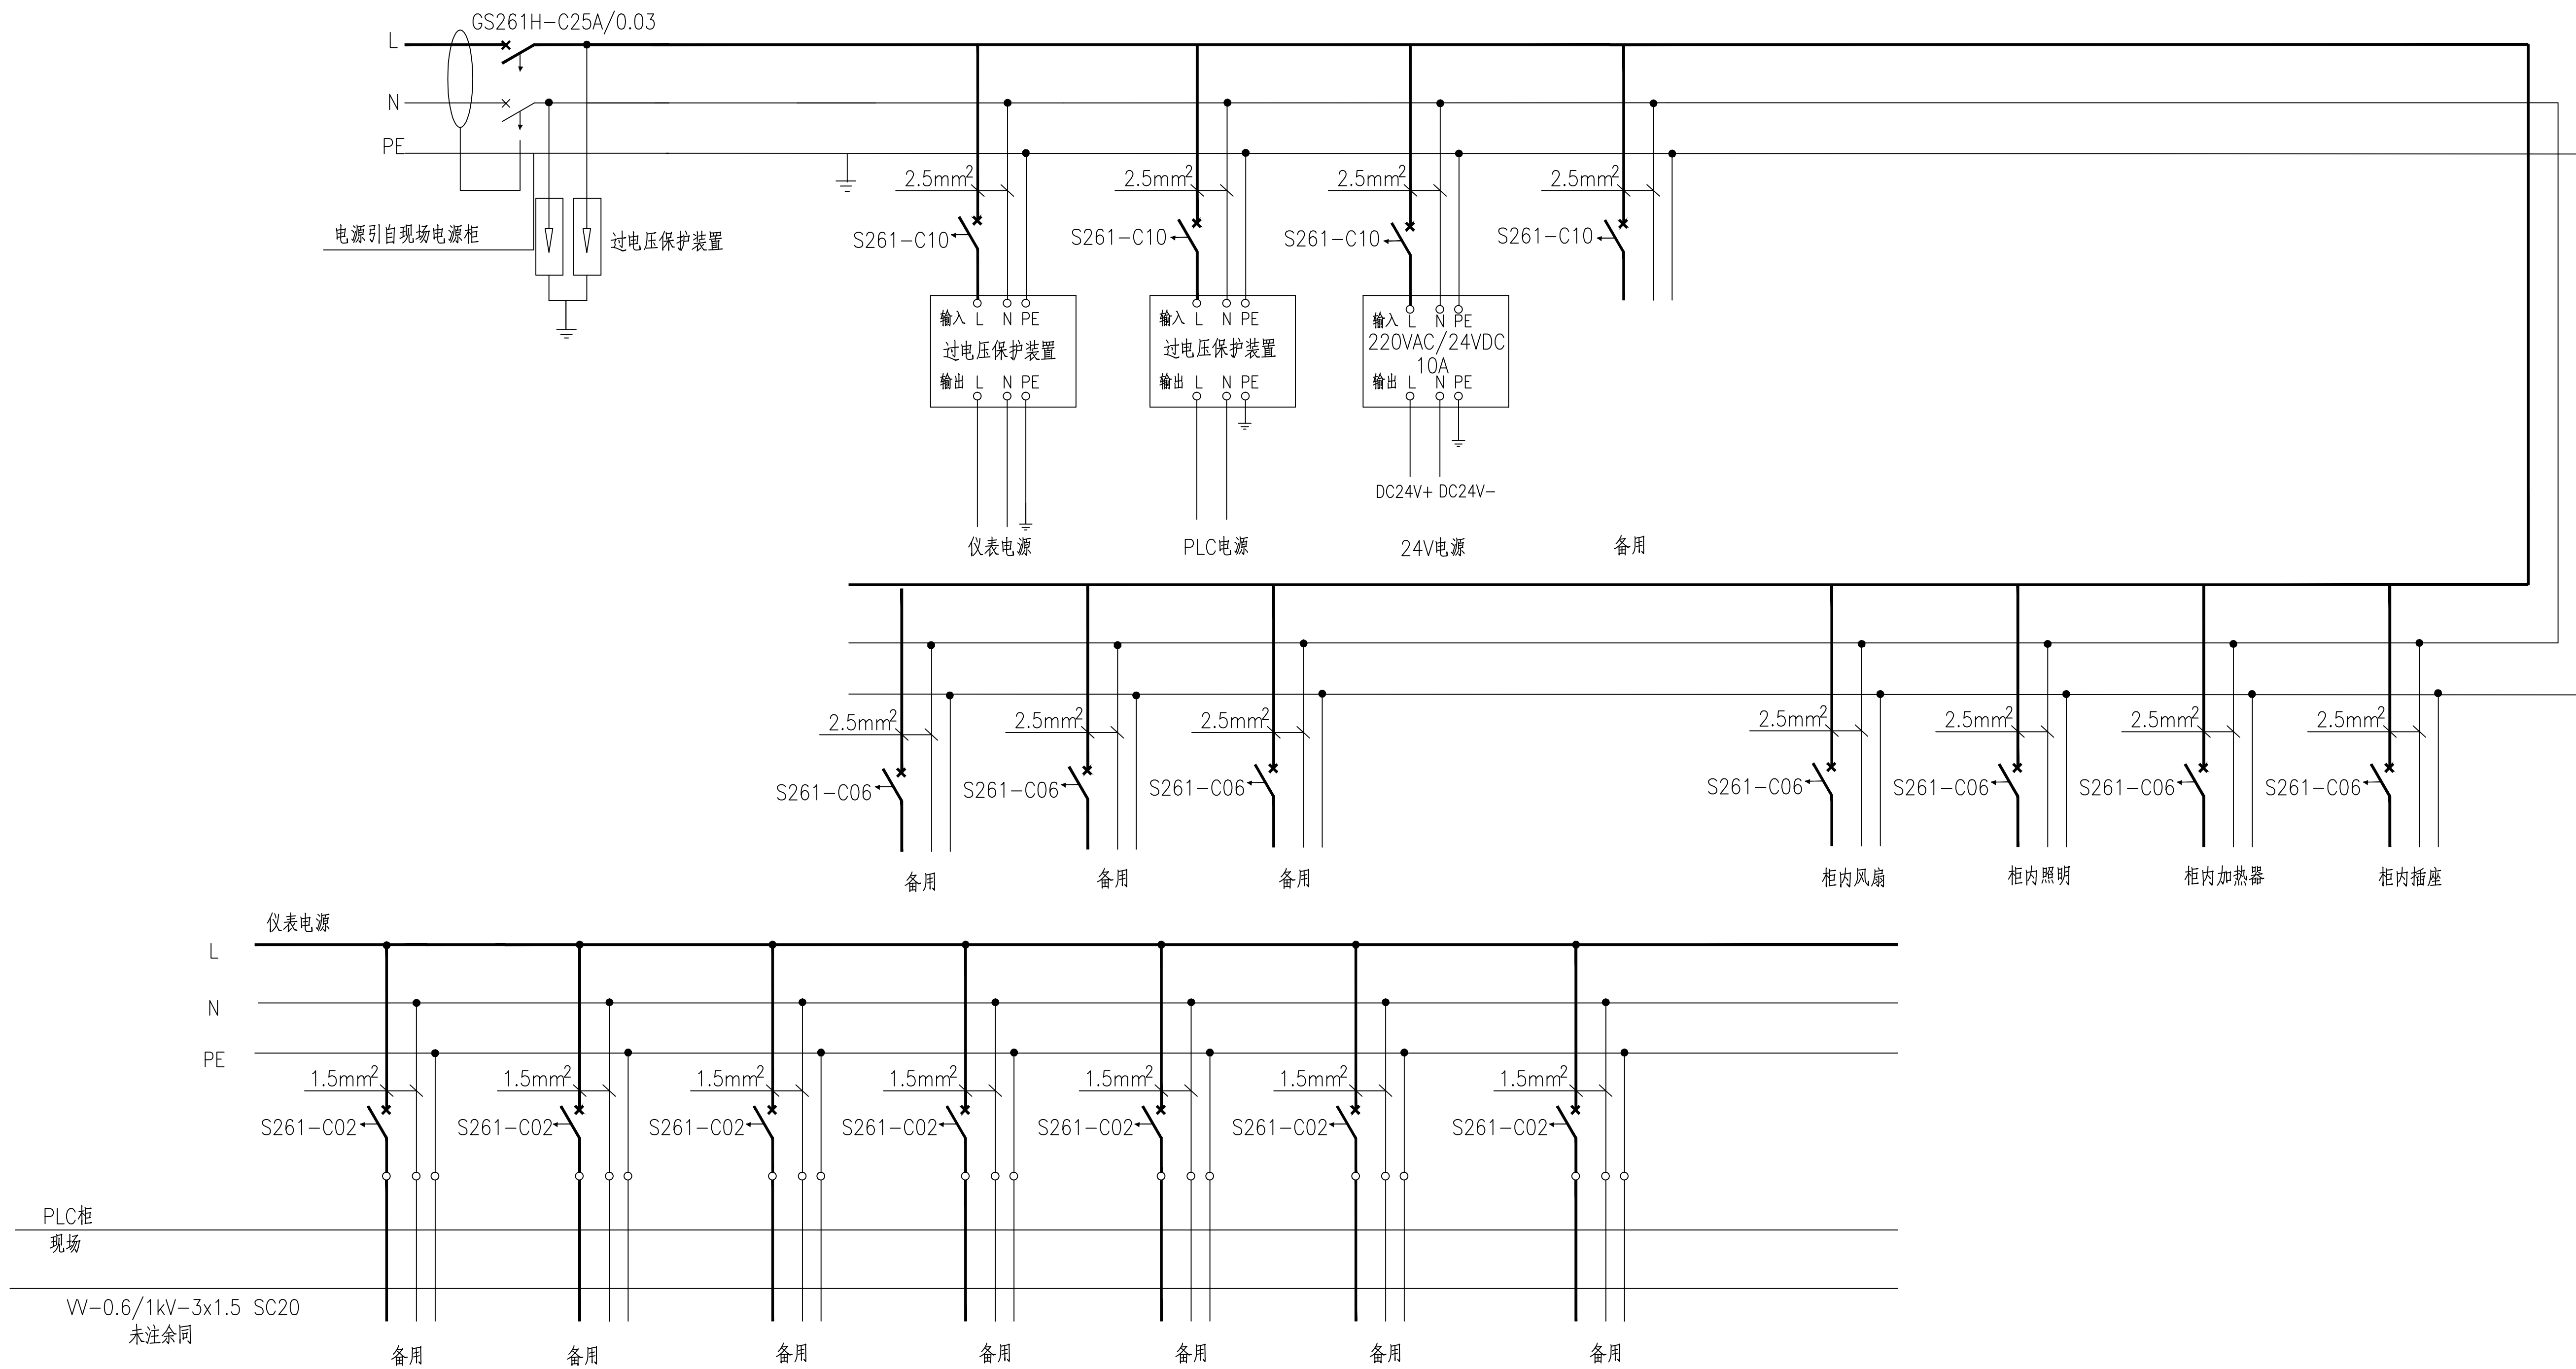 GS261H-C25A/0.03
L
N
PE
2.5mm²
2.5mm²
2.5mm²
2.5mm²
电源引自现场电源柜
过电压保护装置
S261-C10
S261-C10
S261-C10
S261-C10
输入 L N PE
过电压保护装置
输出 L N PE
输入 L N PE
过电压保护装置
输出 L N PE
输入 L N PE
220VAC/24VDC
10A
输出 L N PE
DC24V+ DC24V-
仪表电源
PLC电源
24V电源
备用
2.5mm²
2.5mm²
2.5mm²
2.5mm²
2.5mm²
2.5mm²
2.5mm²
S261-C06
S261-C06
S261-C06
S261-C06
S261-C06
S261-C06
S261-C06
备用
备用
备用
柜内风扇
柜内照明
柜内加热器
柜内插座
仪表电源
L
N
PE
1.5mm²
1.5mm²
1.5mm²
1.5mm²
1.5mm²
1.5mm²
1.5mm²
S261-C02
S261-C02
S261-C02
S261-C02
S261-C02
S261-C02
S261-C02
PLC柜
现场
VV-0.6/1kV-3x1.5 SC20
未注余同
备用
备用
备用
备用
备用
备用
备用